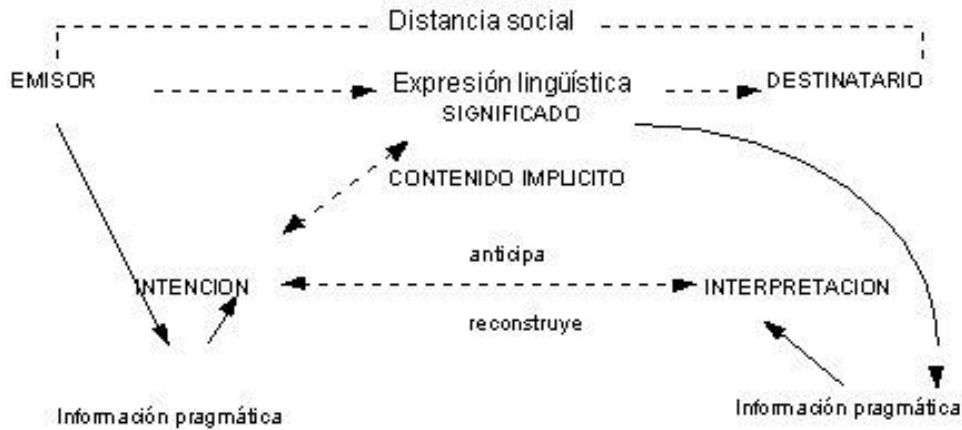 Distancia social
EMISOR
Expresión lingüística
DESTINATARIO
SIGNIFICADO
CONTENIDO IMPLICITO
anticipa
INTENCION
INTERPRETACION
reconstruye
Información pragmática
Información pragmática